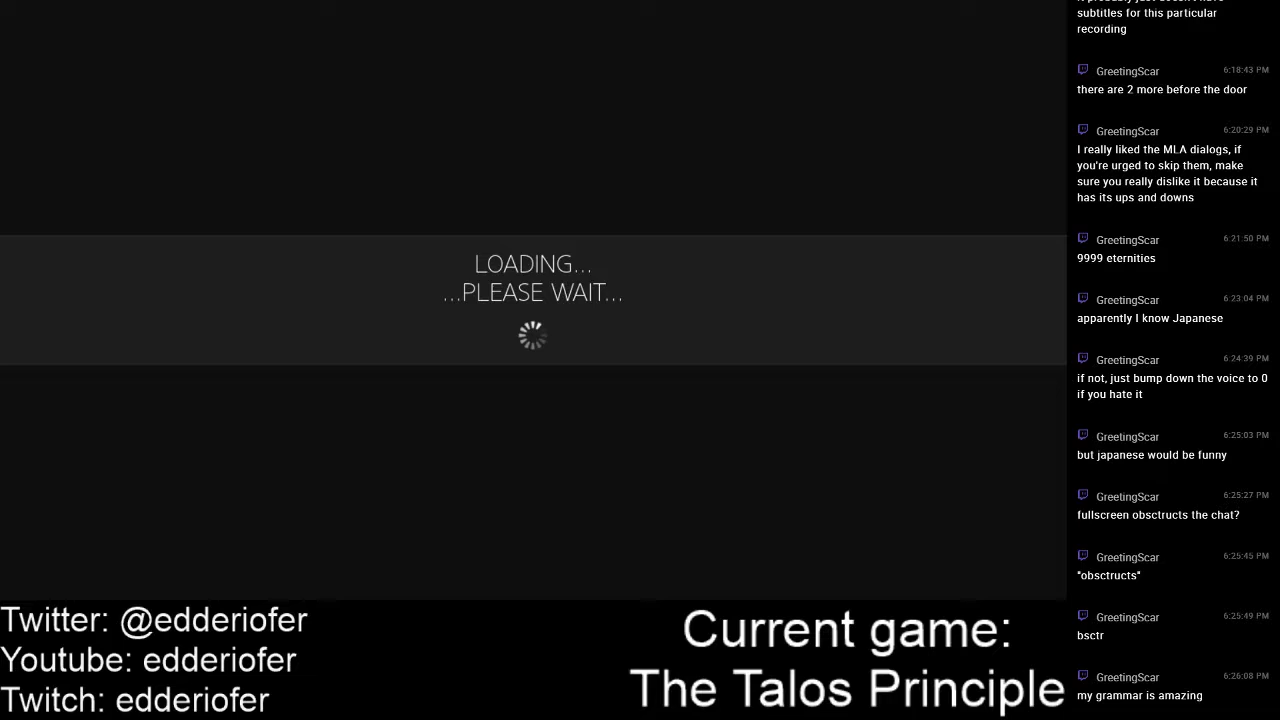 LOADING...
...PLEASE WAIT...
Twitter: @edderiofer
Youtube: edderiofer
Twitch: edderiofer
Current game:
The Talos Principle
subtitles for this particular
recording
GreetingScar 6:18:43 PM
there are 2 more before the door
GreetingScar 6:20:29 PM
I really liked the MLA dialogs, if
you're urged to skip them, make
sure you really dislike it because it
has its ups and downs
GreetingScar 6:21:50 PM
9999 eternities
GreetingScar 6:23:04 PM
apparently I know Japanese
GreetingScar 6:24:39 PM
if not, just bump down the voice to 0
if you hate it
GreetingScar 6:25:03 PM
but japanese would be funny
GreetingScar 6:25:27 PM
fullscreen obsctructs the chat?
GreetingScar 6:25:45 PM
"obsctructs"
GreetingScar 6:25:49 PM
bsctr
GreetingScar 6:26:08 PM
my grammar is amazing